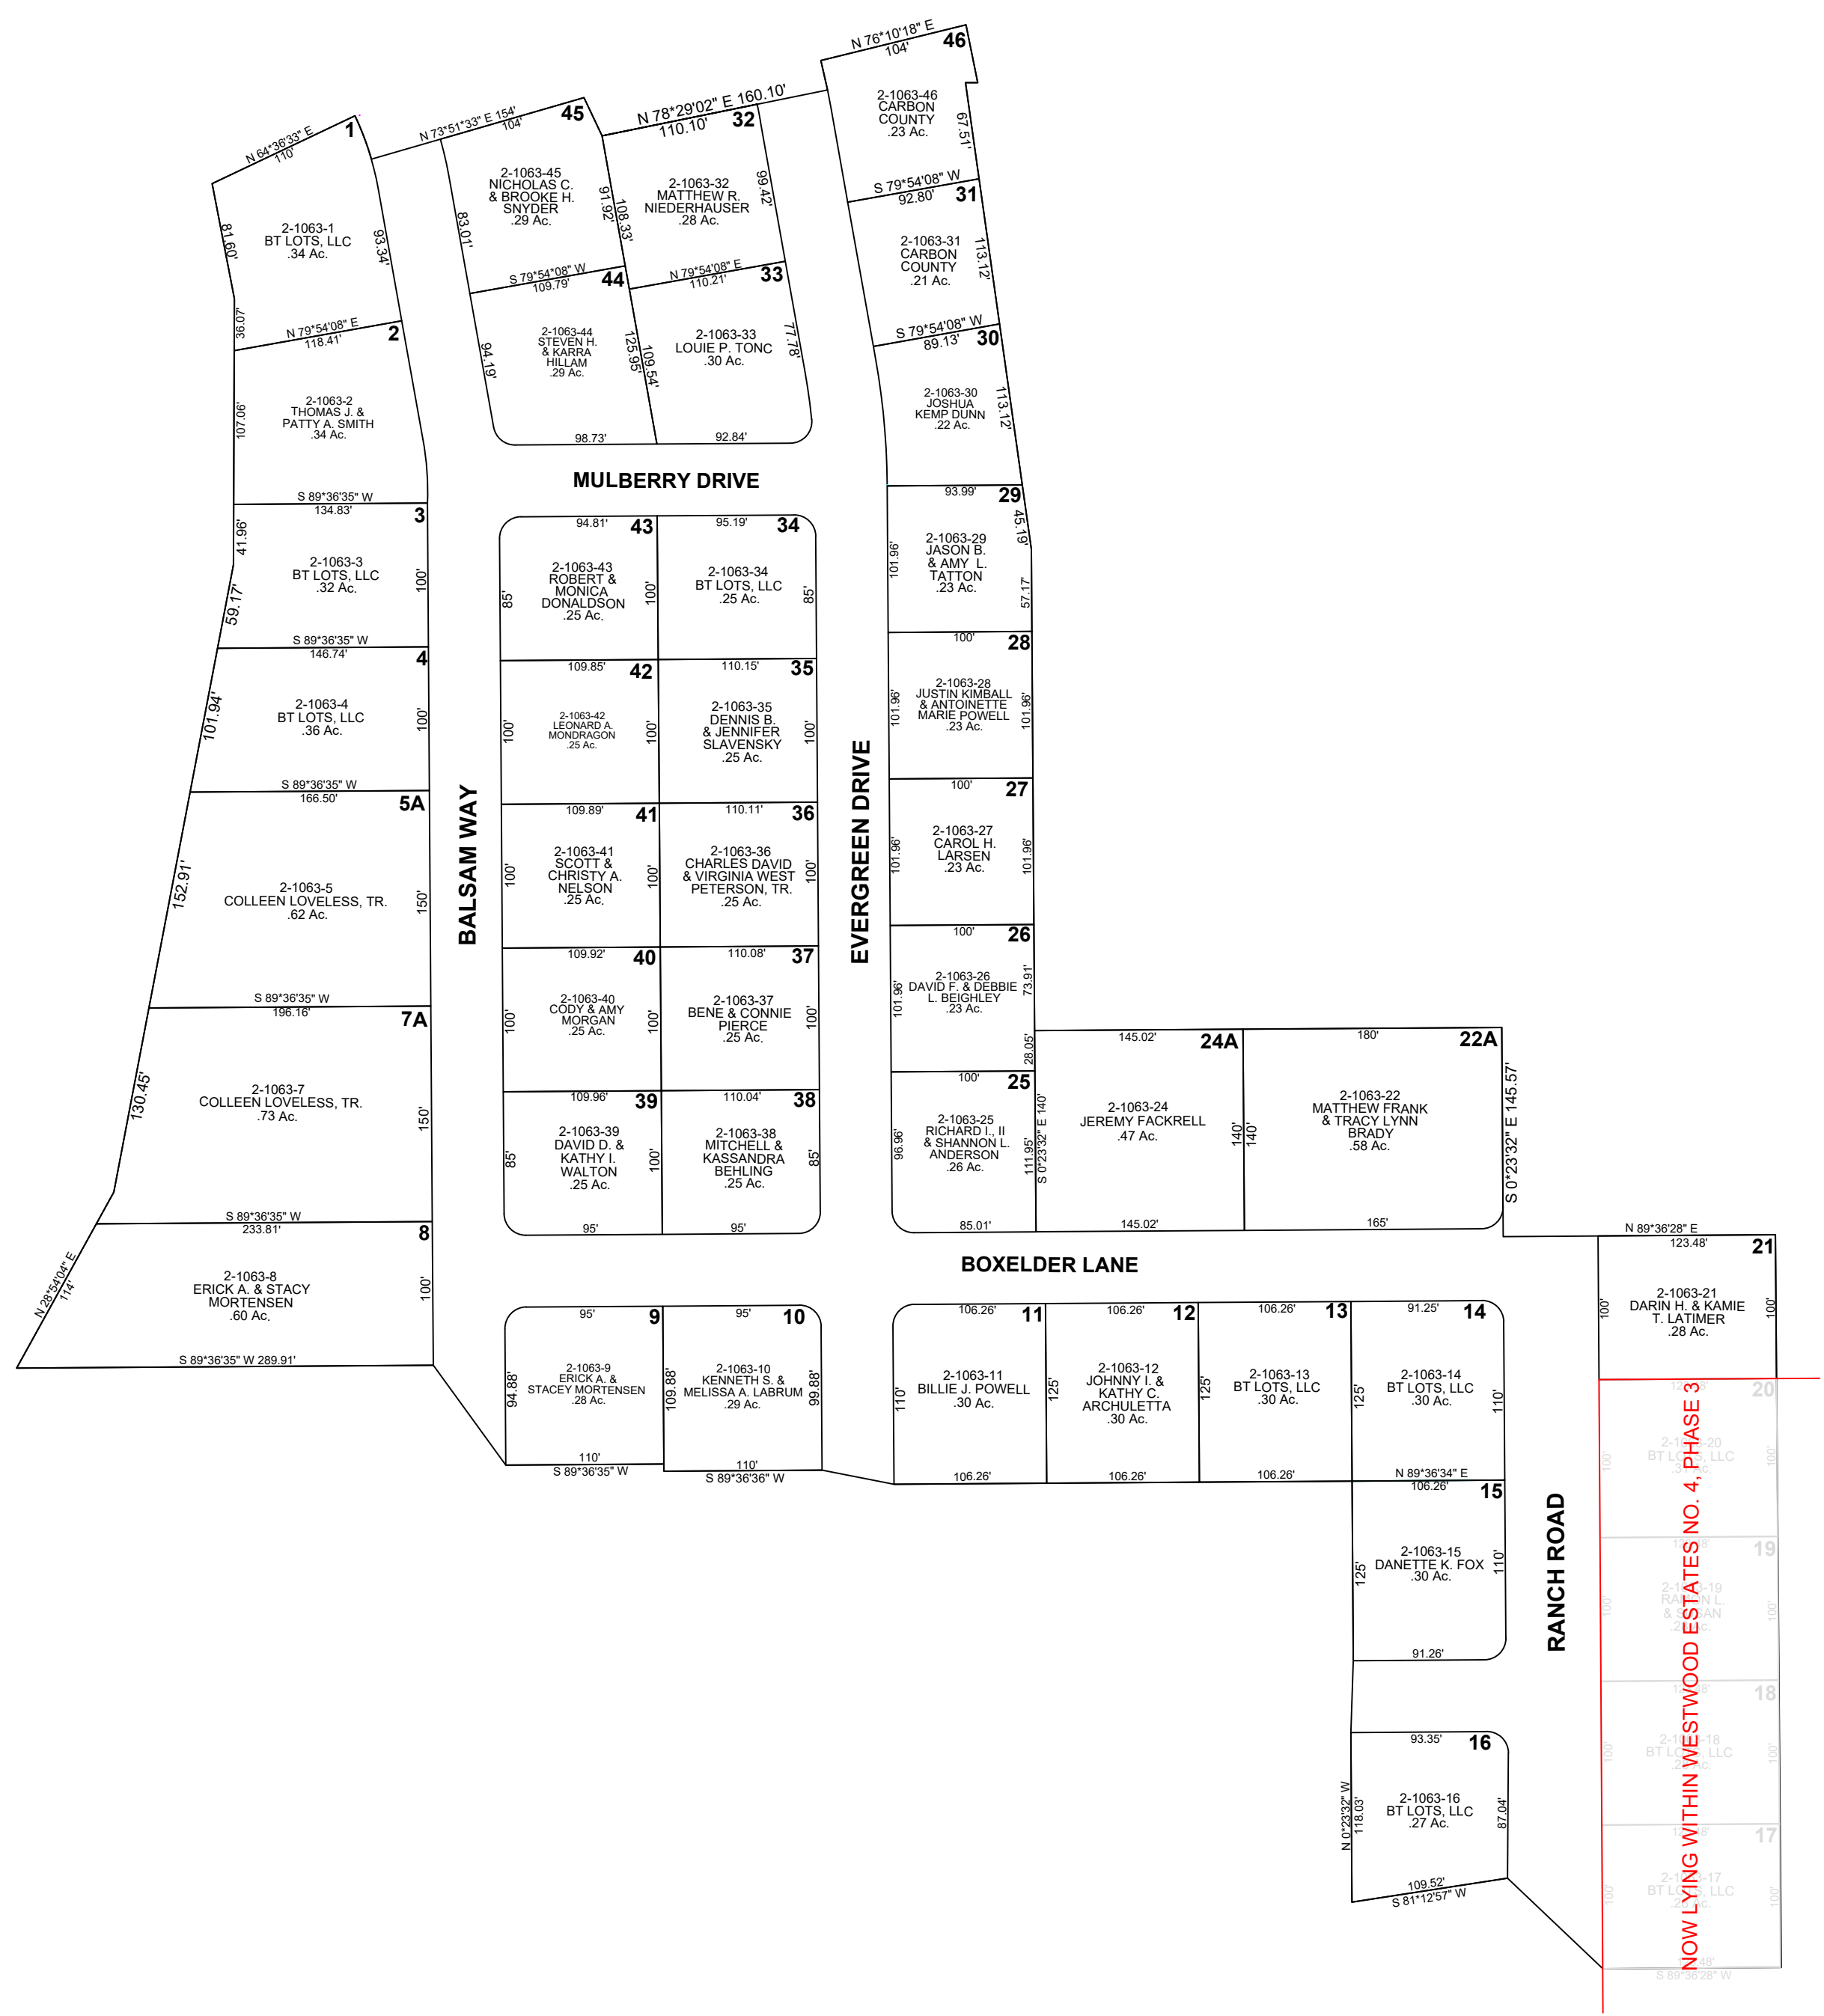 N 64*36'33" E
110'
1
81.60'
2-1063-1
BT LOTS, LLC
.34 Ac.
93.34'
36.07'
N 79*54'08" E
118.41'
2
107.06'
2-1063-2
THOMAS J. &
PATTY A. SMITH
.34 Ac.
S 89*36'35" W
134.83'
3
41.96'
59.17'
2-1063-3
BT LOTS, LLC
.32 Ac.
100'
S 89*36'35" W
146.74'
4
101.94'
2-1063-4
BT LOTS, LLC
.36 Ac.
100'
S 89*36'35" W
166.50'
5A
152.91'
2-1063-5
COLLEEN LOVELESS, TR.
.62 Ac.
150'
S 89*36'35" W
196.16'
7A
130.45'
2-1063-7
COLLEEN LOVELESS, TR.
.73 Ac.
150'
S 89*36'35" W
233.81'
8
N 28*54'04" E
114'
2-1063-8
ERICK A. & STACY
MORTENSEN
.60 Ac.
100'
S 89*36'35" W 289.91'
BALSAM WAY
N 73*51'33" E 154'
104'
45
83.01'
2-1063-45
NICHOLAS C.
& BROOKE H.
SNYDER
.29 Ac.
91.92'
S 79*54*08" W
109.79'
44
94.19'
2-1063-44
STEVEN H.
& KARRA
HILLAM
.29 Ac.
125.95'
98.73'
N 78*29'02" E 160.10'
110.10'
32
108.33'
2-1063-32
MATTHEW R.
NIEDERHAUSER
.28 Ac.
99.42'
N 79*54'08" E
110.21'
33
109.54'
2-1063-33
LOUIE P. TONC
.30 Ac.
77.78'
92.84'
MULBERRY DRIVE
94.81'
43
85'
2-1063-43
ROBERT &
MONICA
DONALDSON
.25 Ac.
100'
95.19'
34
2-1063-34
BT LOTS, LLC
.25 Ac.
85'
109.85'
42
100'
2-1063-42
LEONARD A.
MONDRAGON
.25 Ac.
100'
110.15'
35
2-1063-35
DENNIS B.
& JENNIFER
SLAVENSKY
.25 Ac.
100'
109.89'
41
100'
2-1063-41
SCOTT &
CHRISTY A.
NELSON
.25 Ac.
100'
110.11'
36
2-1063-36
CHARLES DAVID
& VIRGINIA WEST
PETERSON, TR.
.25 Ac.
100'
109.92'
40
100'
2-1063-40
CODY & AMY
MORGAN
.25 Ac.
100'
110.08'
37
2-1063-37
BENE & CONNIE
PIERCE
.25 Ac.
100'
109.96'
39
85'
2-1063-39
DAVID D. &
KATHY I.
WALTON
.25 Ac.
100'
95'
110.04'
38
2-1063-38
MITCHELL &
KASSANDRA
BEHLING
.25 Ac.
85'
95'
EVERGREEN DRIVE
N 76*10'18" E
104'
46
2-1063-46
CARBON
COUNTY
.23 Ac.
67.51'
S 79*54'08" W
92.80'
31
2-1063-31
CARBON
COUNTY
.21 Ac.
113.12'
S 79*54'08" W
89.13'
30
2-1063-30
JOSHUA
KEMP DUNN
.22 Ac.
113.12'
93.99'
29
101.96'
2-1063-29
JASON B.
& AMY L.
TATTON
.23 Ac.
45.19'
57.17'
100'
28
101.96'
2-1063-28
JUSTIN KIMBALL
& ANTOINETTE
MARIE POWELL
.23 Ac.
101.96'
100'
27
101.96'
2-1063-27
CAROL H.
LARSEN
.23 Ac.
101.96'
100'
26
101.96'
2-1063-26
DAVID F. & DEBBIE
L. BEIGHLEY
.23 Ac.
73.91'
28.05'
100'
25
96.96'
2-1063-25
RICHARD I., II
& SHANNON L.
ANDERSON
.26 Ac.
111.95'
S 0*23'32" E 140'
85.01'
145.02'
24A
2-1063-24
JEREMY FACKRELL
.47 Ac.
140'
145.02'
180'
22A
140'
2-1063-22
MATTHEW FRANK
& TRACY LYNN
BRADY
.58 Ac.
S 0*23'32" E 145.57'
165'
BOXELDER LANE
N 89*36'28" E
123.48'
21
100'
2-1063-21
DARIN H. & KAMIE
T. LATIMER
.28 Ac.
100'
95'
9
94.88'
2-1063-9
ERICK A. &
STACEY MORTENSEN
.28 Ac.
109.88'
110'
S 89*36'35" W
95'
10
2-1063-10
KENNETH S. &
MELISSA A. LABRUM
.29 Ac.
99.88'
110'
S 89*36'36" W
106.26'
11
110'
2-1063-11
BILLIE J. POWELL
.30 Ac.
125'
106.26'
106.26'
12
2-1063-12
JOHNNY I. &
KATHY C.
ARCHULETTA
.30 Ac.
125'
106.26'
106.26'
13
2-1063-13
BT LOTS, LLC
.30 Ac.
125'
106.26'
91.25'
14
2-1063-14
BT LOTS, LLC
.30 Ac.
110'
N 89*36'34" E
106.26'
15
125'
2-1063-15
DANETTE K. FOX
.30 Ac.
110'
91.26'
RANCH ROAD
93.35'
16
N 0*23'32" W
118.03'
2-1063-16
BT LOTS, LLC
.27 Ac.
87.04'
109.52'
S 81*12'57" W
NOW LYING WITHIN WESTWOOD ESTATES NO. 4, PHASE 3
20
100'
100'
19
100'
100'
18
100'
100'
17
100'
100'
S 89*36'28" W